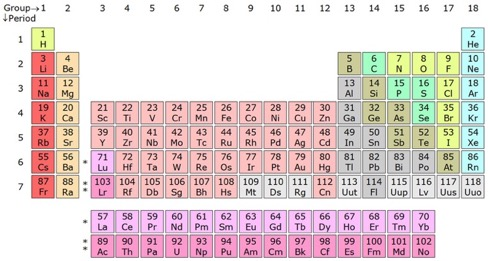 Group→ 1 2 3 4 5 6 7 8 9 10 11 12 13 14 15 16 17 18
↓Period
1 1 2
H He
2 3 4 5 6 7 8 9 10
Li Be B C N O F Ne
3 11 12 13 14 15 16 17 18
Na Mg Al Si P S Cl Ar
4 19 20 21 22 23 24 25 26 27 28 29 30 31 32 33 34 35 36
K Ca Sc Ti V Cr Mn Fe Co Ni Cu Zn Ga Ge As Se Br Kr
5 37 38 39 40 41 42 43 44 45 46 47 48 49 50 51 52 53 54
Rb Sr Y Zr Nb Mo Tc Ru Rh Pd Ag Cd In Sn Sb Te I Xe
6 55 56 * 71 72 73 74 75 76 77 78 79 80 81 82 83 84 85 86
Cs Ba Lu Hf Ta W Re Os Ir Pt Au Hg Tl Pb Bi Po At Rn
7 87 88 ** 103 104 105 106 107 108 109 110 111 112 113 114 115 116 117 118
Fr Ra Lr Rf Db Sg Bh Hs Mt Ds Rg Cn Uut Fl Uup Lv Uus Uuo
* 57 58 59 60 61 62 63 64 65 66 67 68 69 70
La Ce Pr Nd Pm Sm Eu Gd Tb Dy Ho Er Tm Yb
** 89 90 91 92 93 94 95 96 97 98 99 100 101 102
Ac Th Pa U Np Pu Am Cm Bk Cf Es Fm Md No